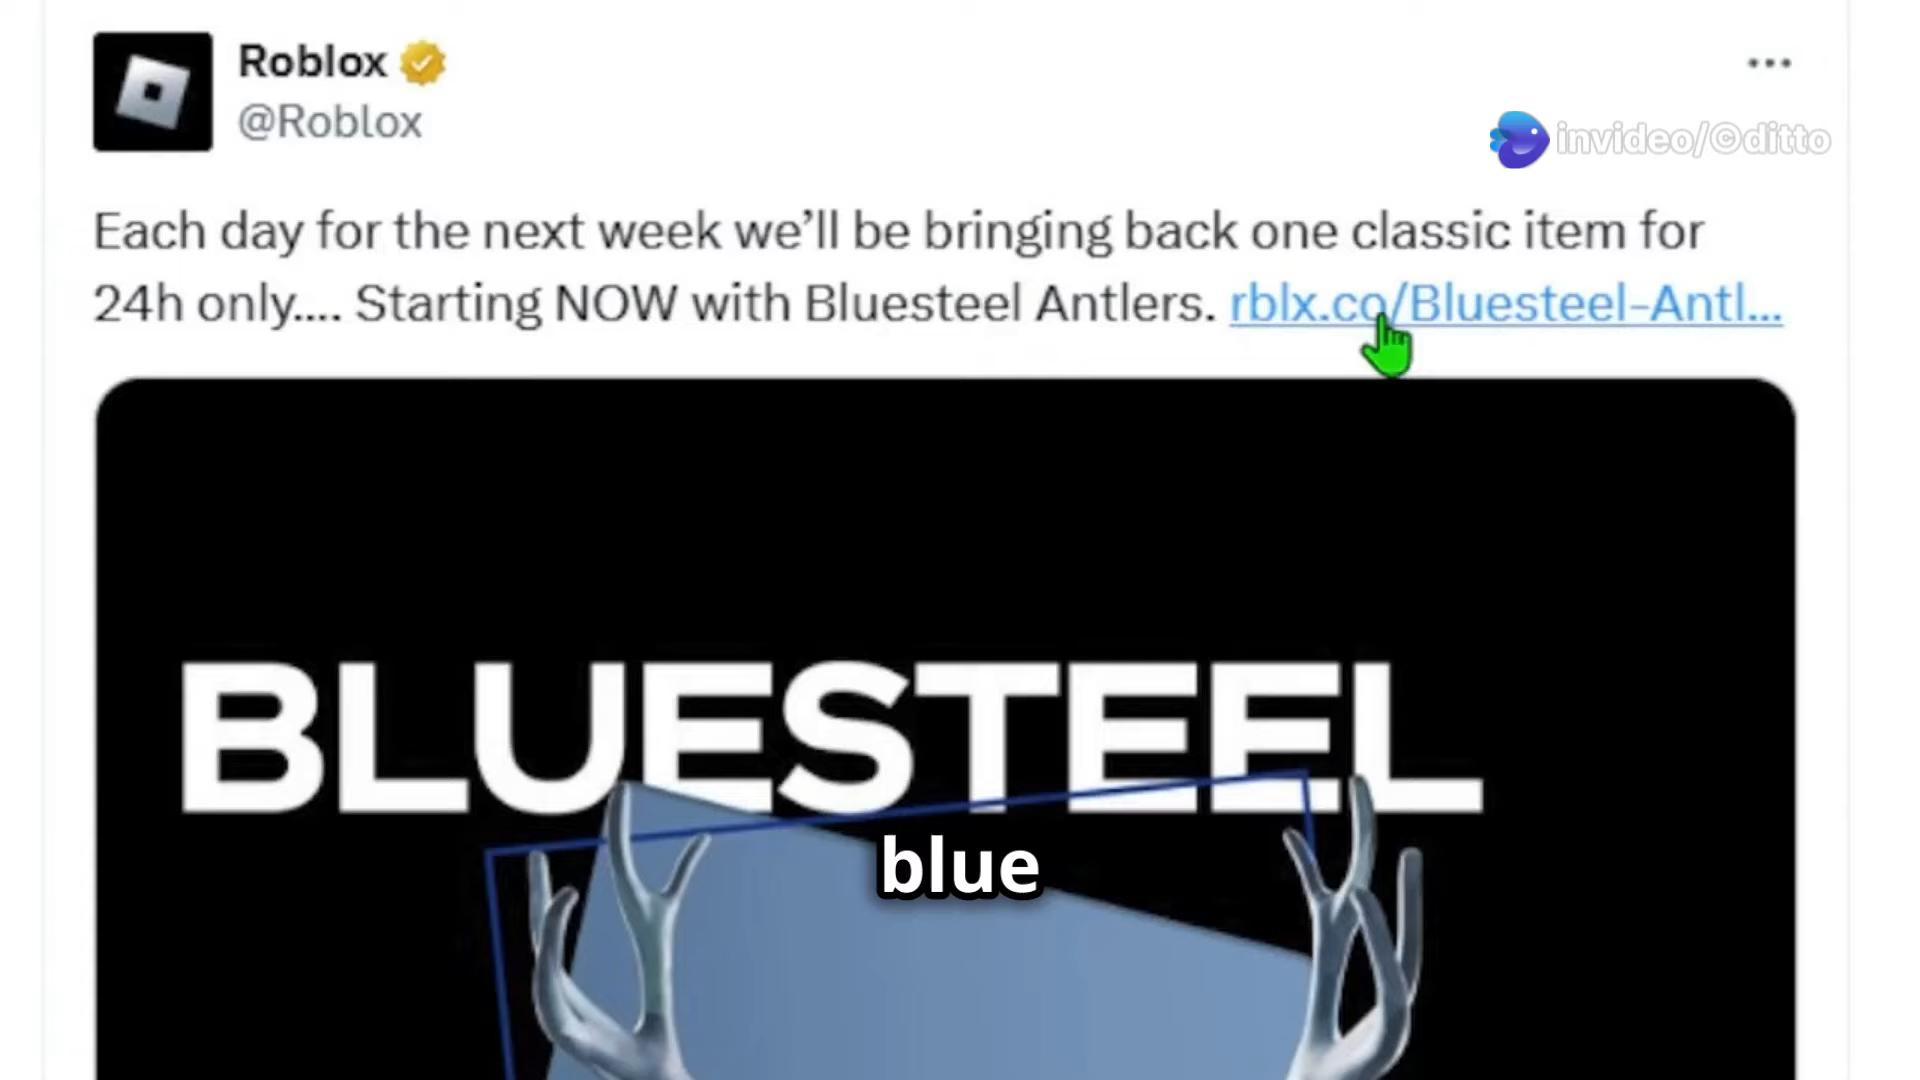 Roblox
@Roblox
invideo/©ditto
Each day for the next week we’ll be bringing back one classic item for
24h only.... Starting NOW with Bluesteel Antlers. rblx.co/Bluesteel-Antl...
BLUESTEEL
blue